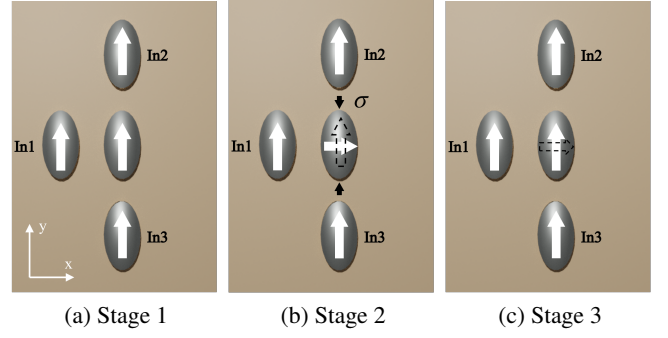 In2
In1
In3
y
x
(a) Stage 1
In2
σ
In1
In3
(b) Stage 2
In2
In1
In3
(c) Stage 3